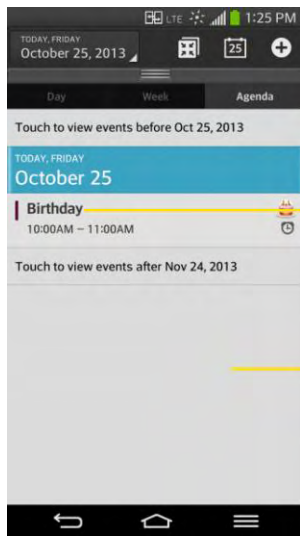 LTE 1:25 PM
TODAY, FRIDAY
October 25, 2013
25
Day Week Agenda
Touch to view events before Oct 25, 2013
TODAY, FRIDAY
October 25
Birthday
10:00AM – 11:00AM
Touch to view events after Nov 24, 2013